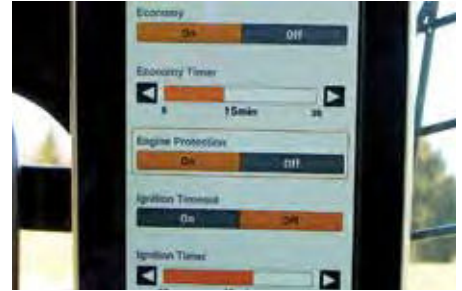 Economy
On Off
Economy Timer
15min
Engine Protection
On Off
Ignition Timeout
On Off
Ignition Timer